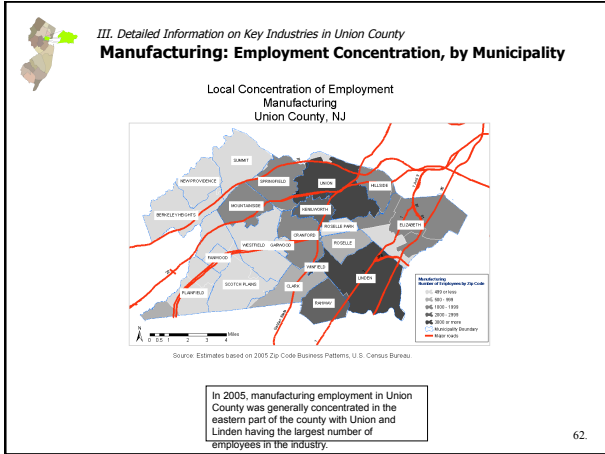 III. Detailed Information on Key Industries in Union County
Manufacturing: Employment Concentration, by Municipality
Local Concentration of Employment
Manufacturing
Union County, NJ
SUMMIT
NEW PROVIDENCE
SPRINGFIELD
UNION
HILLSIDE
BERKELEY HEIGHTS
MOUNTAINSIDE
KENILWORTH
ROSELLE PARK
ELIZABETH
CRANFORD
WESTFIELD
GARWOOD
ROSELLE
FANWOOD
WINFIELD
LINDEN
SCOTCH PLAINS
PLAINFIELD
CLARK
RAHWAY
Manufacturing
Number of Employees by Zip Code
499 or less
500 - 999
1000 - 1999
2000 - 2999
3000 or more
Municipality Boundary
Major roads
N
Miles
0 0.5 1 2 3 4
Source: Estimates based on 2005 Zip Code Business Patterns, U.S. Census Bureau.
In 2005, manufacturing employment in Union
County was generally concentrated in the
eastern part of the county with Union and
Linden having the largest number of
employees in the industry.
62.